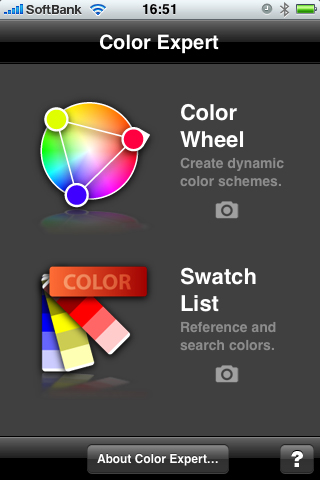 SoftBank 16:51
Color Expert
Color
Wheel
Create dynamic
color schemes.
COLOR
Swatch
List
Reference and
search colors.
About Color Expert... ?